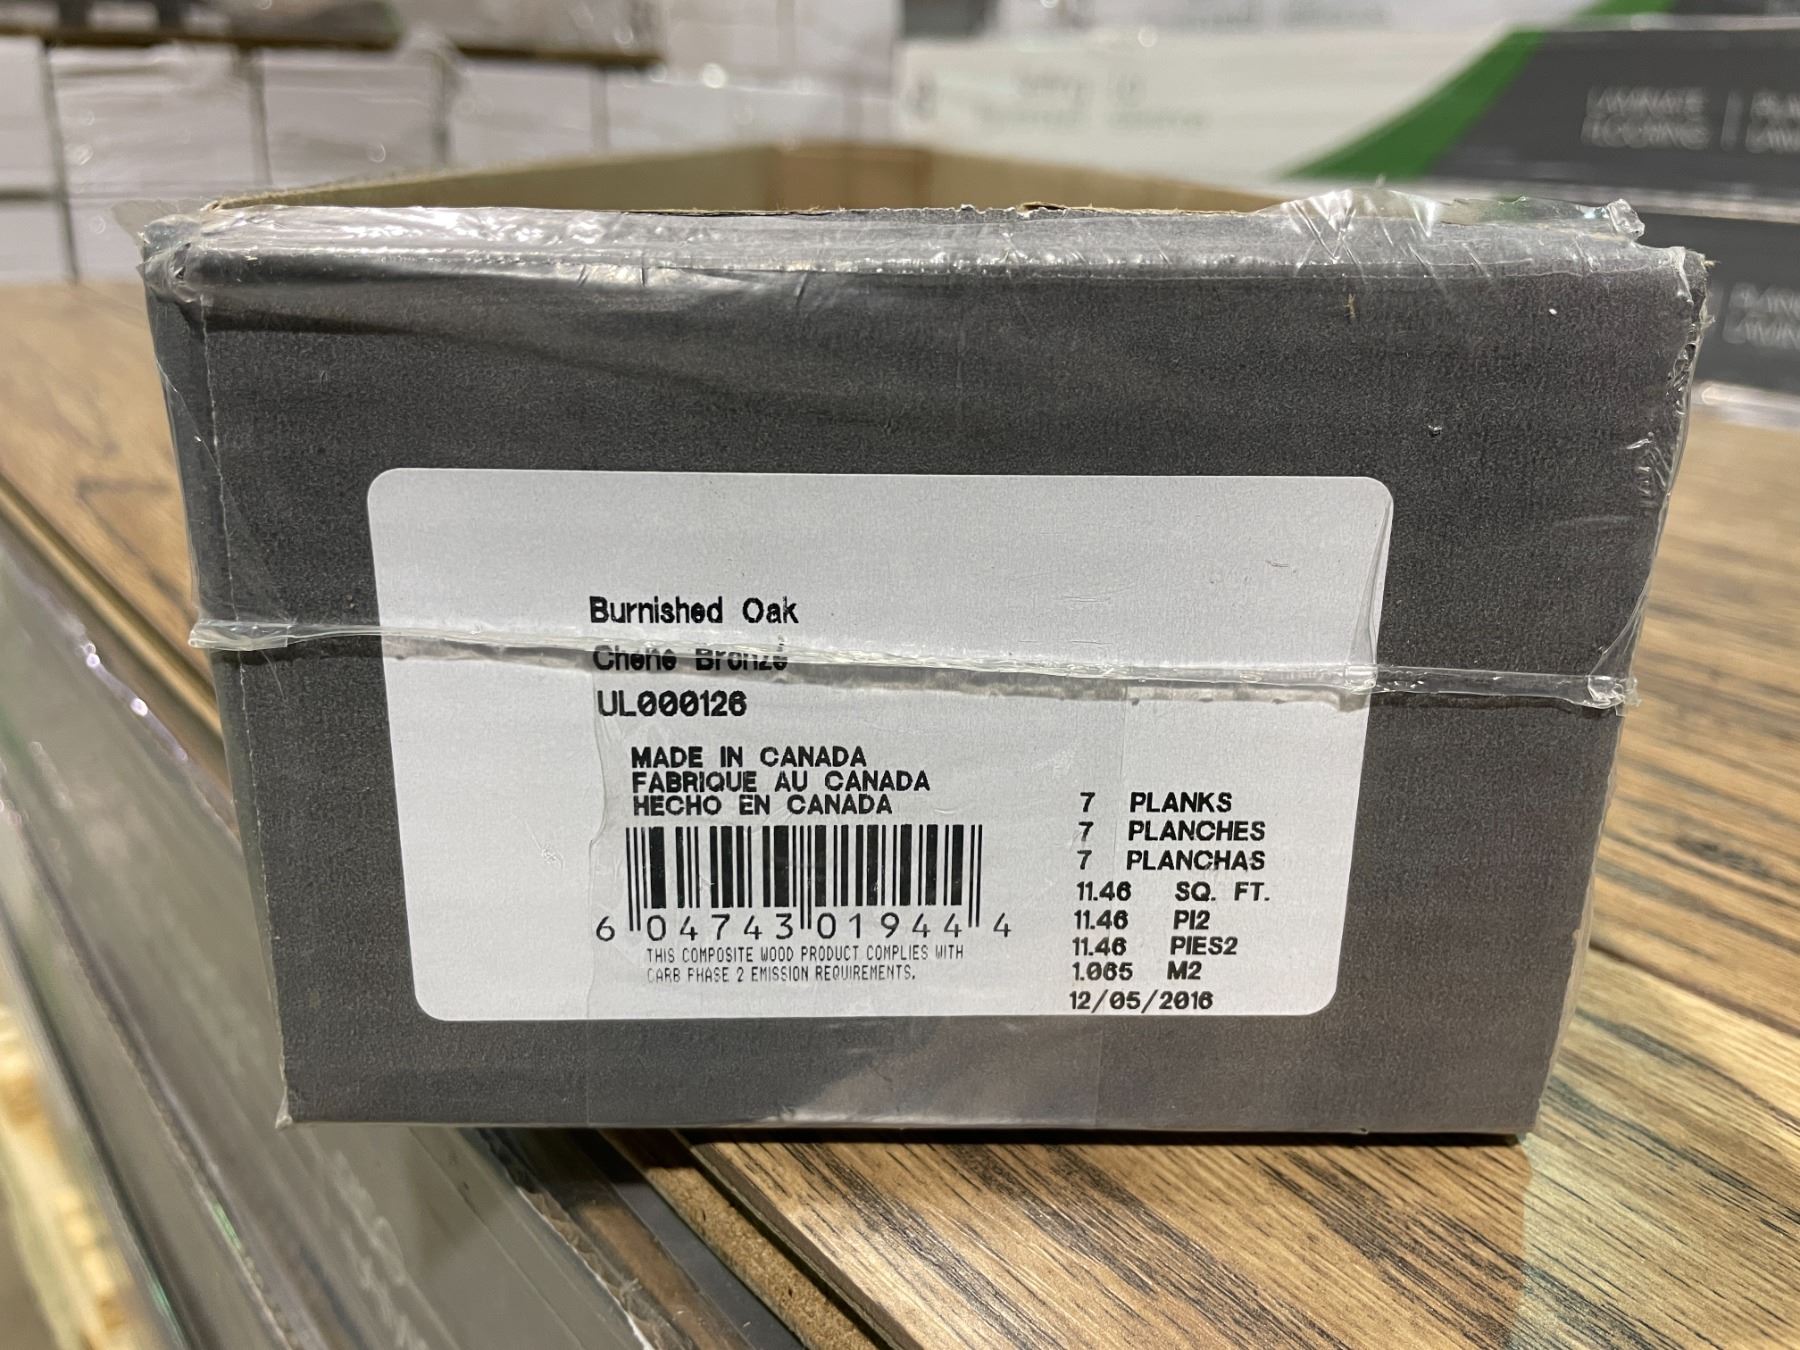 LAMINATE
FLOORING
Burnished Oak
Chene Bronze
UL000126
MADE IN CANADA
FABRIQUE AU CANADA
HECHO EN CANADA
7 PLANKS
7 PLANCHES
7 PLANCHAS
11.46 SQ. FT.
11.46 PI2
11.46 PIES2
1.065 M2
12/05/2016
6 04743 01944 4
THIS COMPOSITE WOOD PRODUCT COMPLIES WITH
CARB PHASE 2 EMISSION REQUIREMENTS.